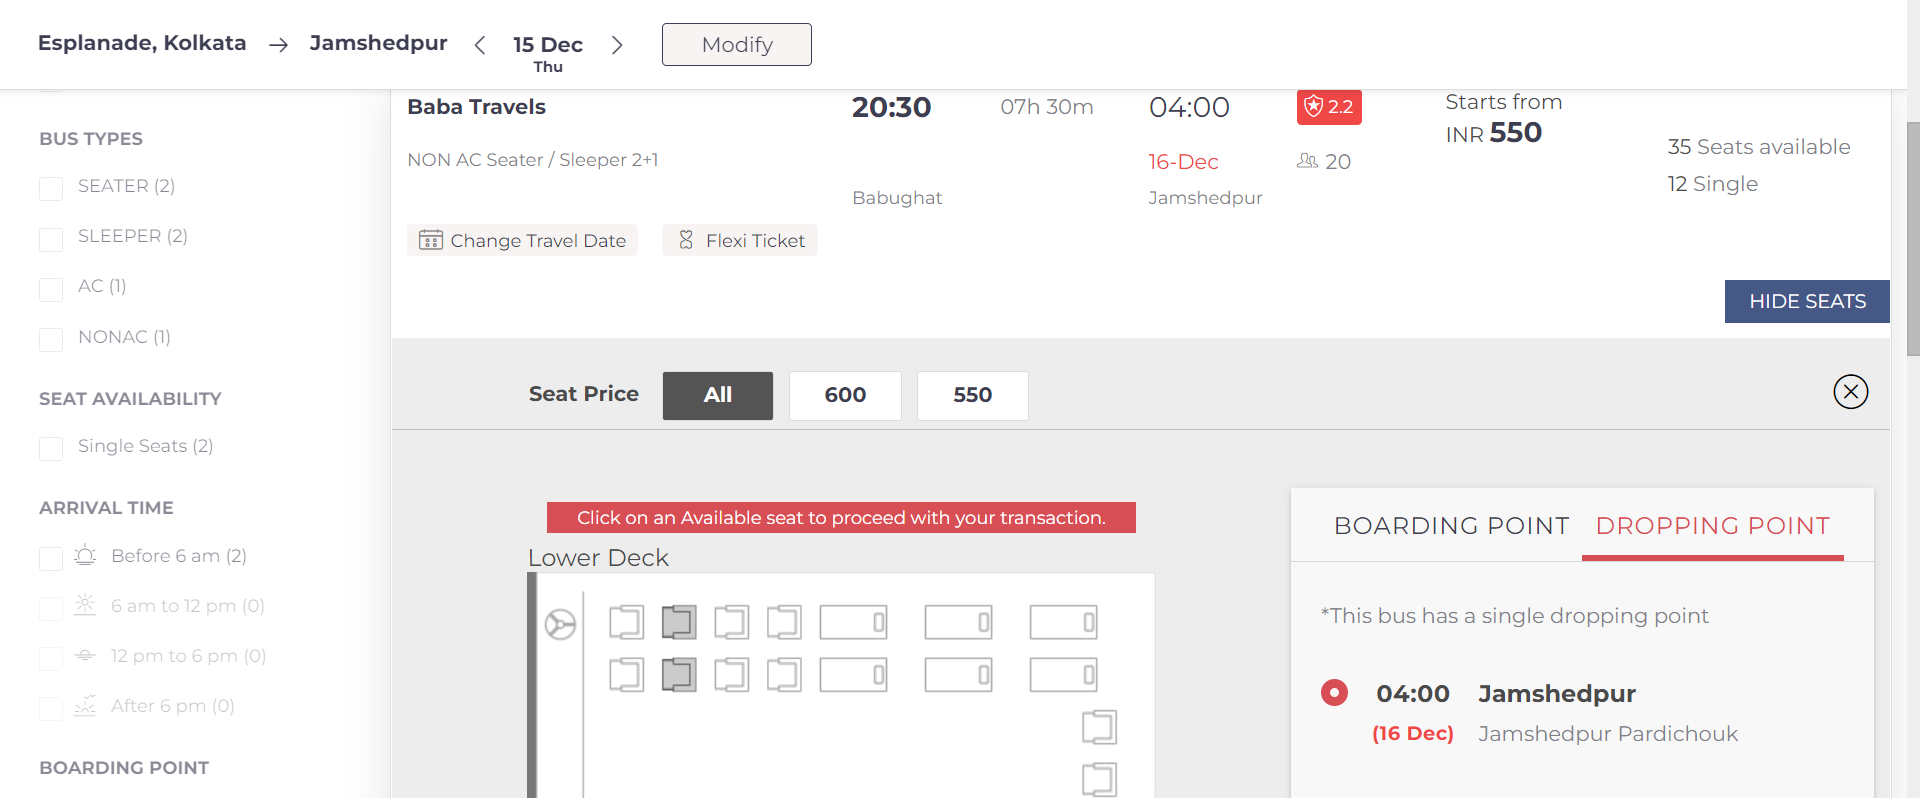 Esplanade, Kolkata → Jamshedpur < 15 Dec > Modify
Thu
BUS TYPES
SEATER (2)
SLEEPER (2)
AC (1)
NONAC (1)
SEAT AVAILABILITY
Single Seats (2)
ARRIVAL TIME
Before 6 am (2)
6 am to 12 pm (0)
12 pm to 6 pm (0)
After 6 pm (0)
BOARDING POINT
Baba Travels 20:30 07h 30m 04:00 2.2 Starts from
INR 550
NON AC Seater / Sleeper 2+1 16-Dec 20 35 Seats available
12 Single
Babughat Jamshedpur
Change Travel Date Flexi Ticket
HIDE SEATS
Seat Price All 600 550
Click on an Available seat to proceed with your transaction.
Lower Deck
BOARDING POINT DROPPING POINT
*This bus has a single dropping point
04:00 Jamshedpur
(16 Dec) Jamshedpur Pardichouk